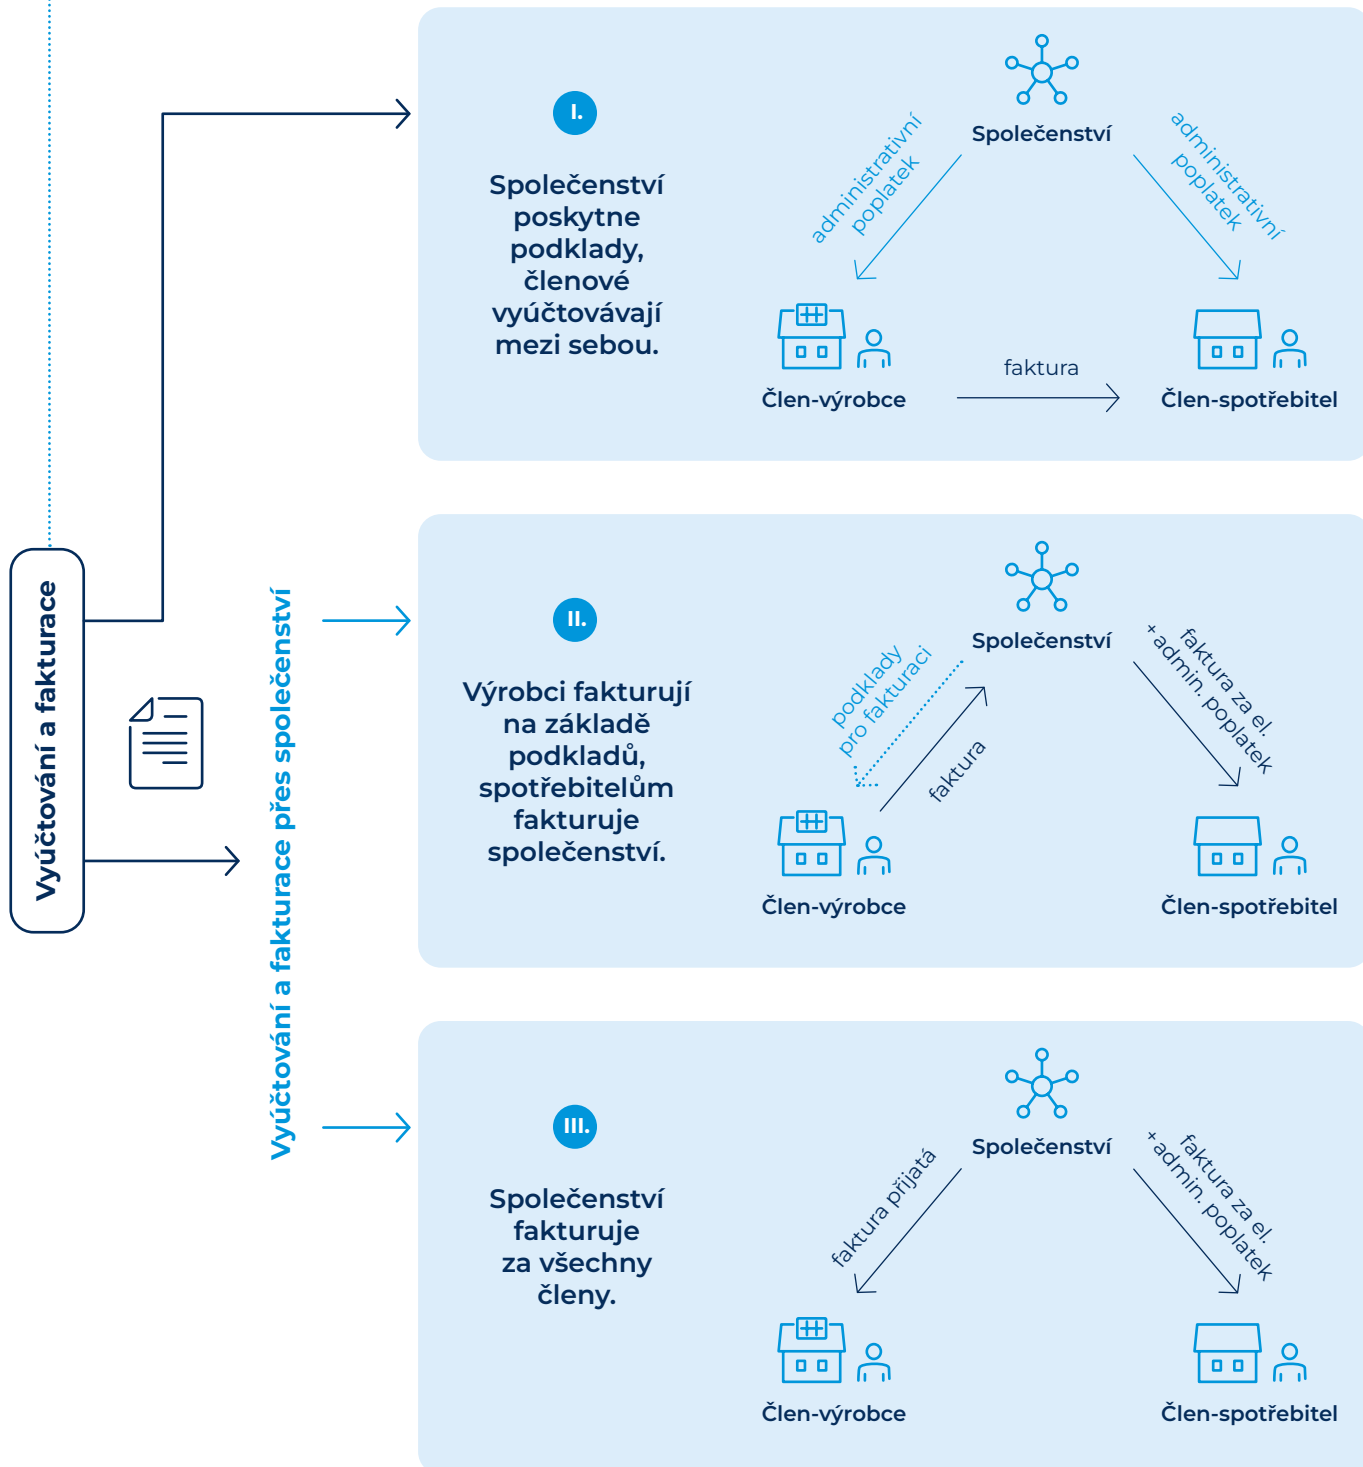 Vyúčtování a fakturace
Vyúčtování a fakturace přes společenství
I.
Společenství
poskytne
podklady,
členové
vyúčtovávají
mezi sebou.
Společenství
administrativní
poplatek
administrativní
poplatek
Člen-výrobce
faktura
Člen-spotřebitel
II.
Výrobci fakturují
na základě
podkladů,
spotřebitelům
fakturuje
společenství.
Společenství
podklady
pro fakturaci
faktura
faktura za el.
+ admin. poplatek
Člen-výrobce
Člen-spotřebitel
III.
Společenství
fakturuje
za všechny
členy.
Společenství
faktura přijatá
faktura za el.
+ admin. poplatek
Člen-výrobce
Člen-spotřebitel